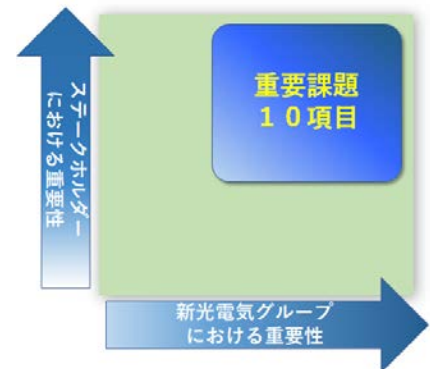 重要課題
１０項目
ステークホルダー
における重要性
新光電気グループ
における重要性